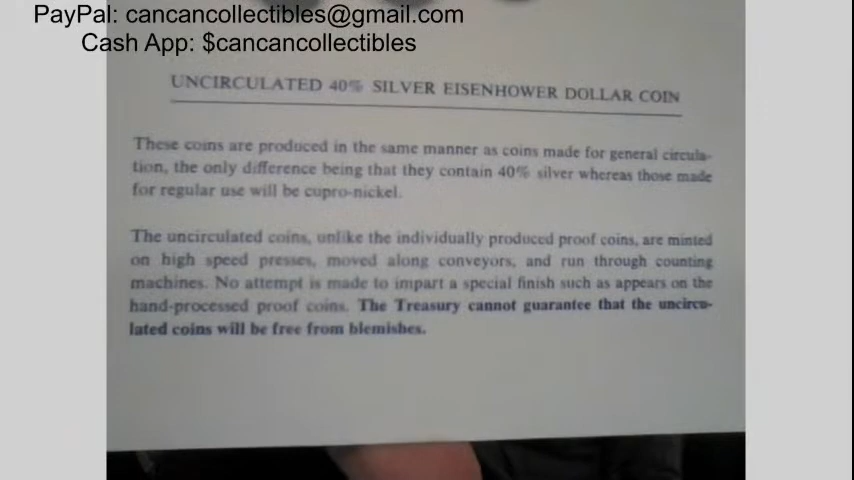 PayPal: cancancollectibles@gmail.com
Cash App: $cancancollectibles
UNCIRCULATED 40% SILVER EISENHOWER DOLLAR COIN
These coins are produced in the same manner as coins made for general circula-
tion, the only difference being that they contain 40% silver whereas those made
for regular use will be cupro-nickel.
The uncirculated coins, unlike the individually produced proof coins, are minted
on high speed presses, moved along conveyors, and run through counting
machines. No attempt is made to impart a special finish such as appears on the
hand-processed proof coins. The Treasury cannot guarantee that the uncircu-
lated coins will be free from blemishes.